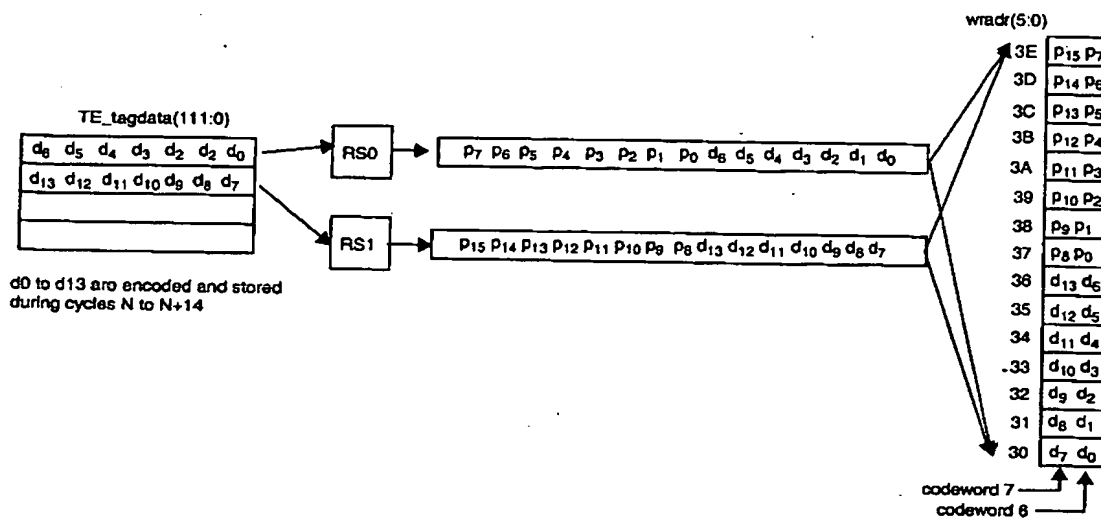 wradr(5:0)
3E p15 p7
3D p14 p6
TE_tagdata(111:0)
3C p13 p5
d6 d5 d4 d3 d2 d2 d0
RS0
p7 p6 p5 p4 p3 p2 p1 p0 d6 d5 d4 d3 d2 d1 d0
3B p12 p4
d13 d12 d11 d10 d9 d8 d7
3A p11 p3
39 p10 p2
RS1
p15 p14 p13 p12 p11 p10 p9 p8 d13 d12 d11 d10 d9 d8 d7
38 p9 p1
37 p8 p0
d0 to d13 are encoded and stored
during cycles N to N+14
36 d13 d6
35 d12 d5
34 d11 d4
33 d10 d3
32 d9 d2
31 d8 d1
30 d7 d0
codeword 7
codeword 6